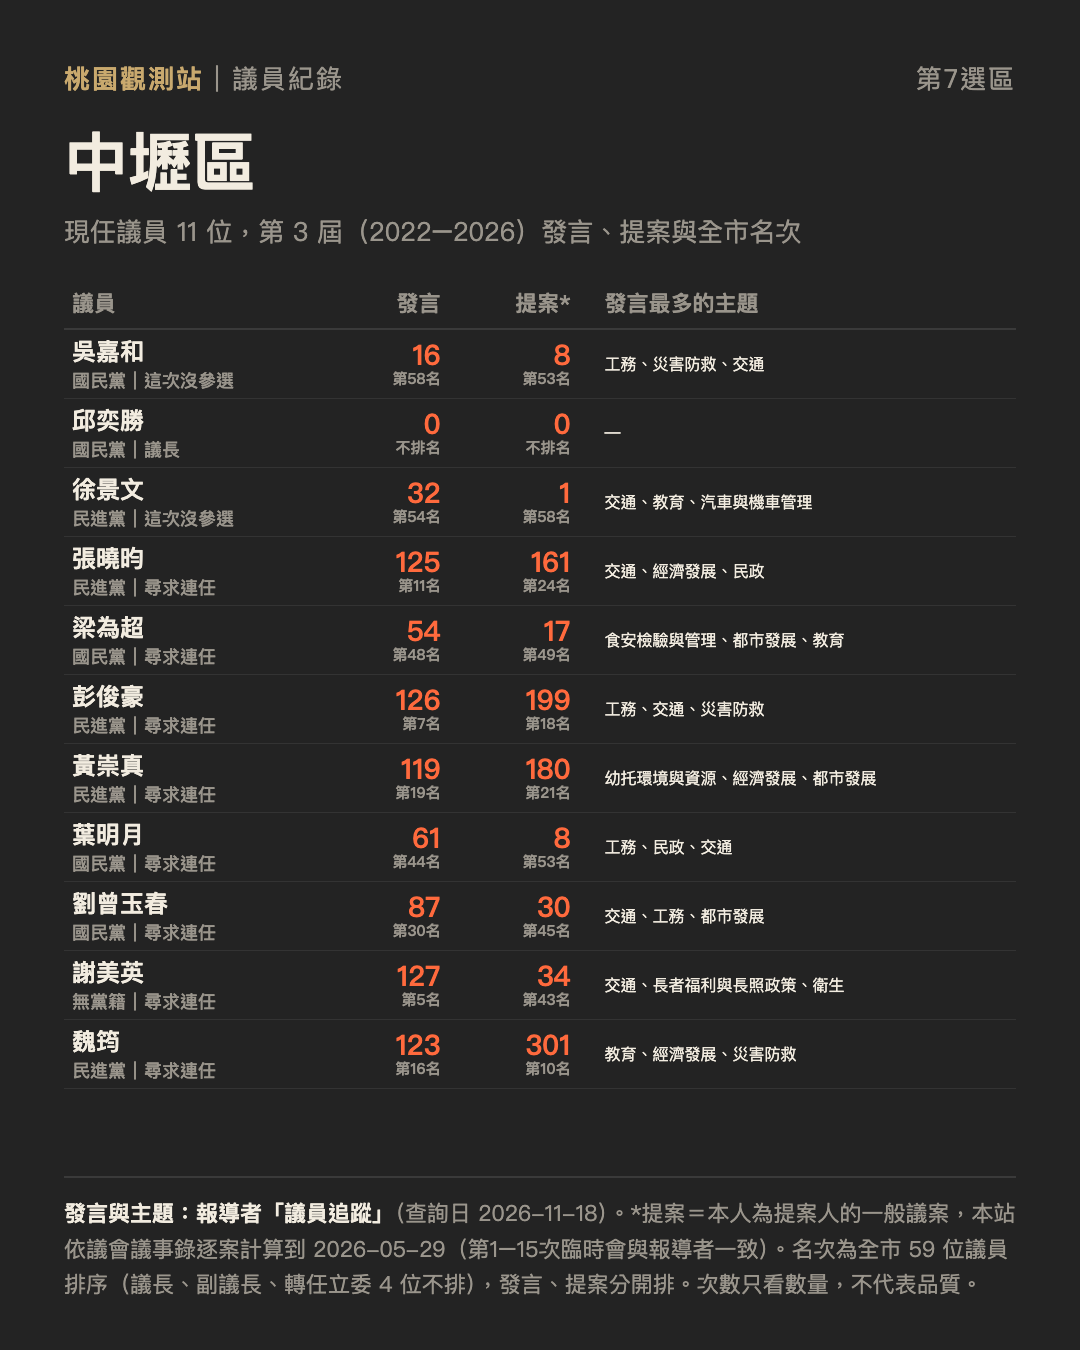 桃園觀測站｜議員紀錄
第7選區
中壢區
現任議員 11 位，第 3 屆（2022—2026）發言、提案與全市名次
議員 發言 提案* 發言最多的主題
吳嘉和 16 8 工務、災害防救、交通
國民黨｜這次沒參選 第58名 第53名
邱奕勝 0 0 —
國民黨｜議長 不排名 不排名
徐景文 32 1 交通、教育、汽車與機車管理
民進黨｜這次沒參選 第54名 第58名
張曉昀 125 161 交通、經濟發展、民政
民進黨｜尋求連任 第11名 第24名
梁為超 54 17 食安檢驗與管理、都市發展、教育
國民黨｜尋求連任 第48名 第49名
彭俊豪 126 199 工務、交通、災害防救
民進黨｜尋求連任 第7名 第18名
黃崇真 119 180 幼托環境與資源、經濟發展、都市發展
民進黨｜尋求連任 第19名 第21名
葉明月 61 8 工務、民政、交通
國民黨｜尋求連任 第44名 第53名
劉曾玉春 87 30 交通、工務、都市發展
國民黨｜尋求連任 第30名 第45名
謝美英 127 34 交通、長者福利與長照政策、衛生
無黨籍｜尋求連任 第5名 第43名
魏筠 123 301 教育、經濟發展、災害防救
民進黨｜尋求連任 第16名 第10名
發言與主題：報導者「議員追蹤」（查詢日 2026-11-18）。*提案＝本人為提案人的一般議案，本站
依議會議事錄逐案計算到 2026-05-29（第1—15次臨時會與報導者一致）。名次為全市 59 位議員
排序（議長、副議長、轉任立委 4 位不排），發言、提案分開排。次數只看數量，不代表品質。